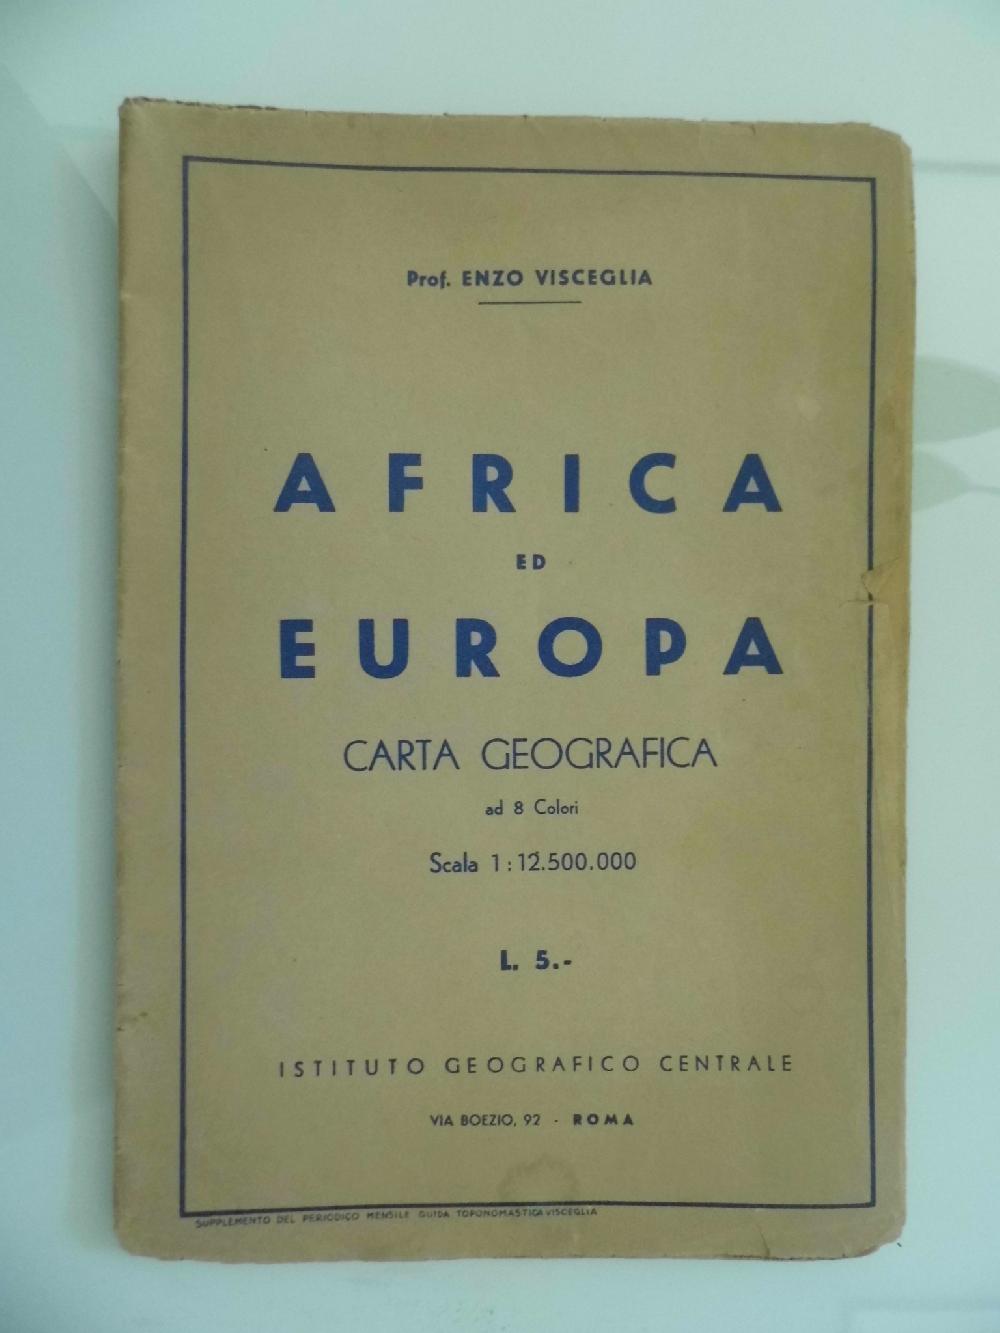 Prof. ENZO VISCEGLIA
AFRICA
ED
EUROPA
CARTA GEOGRAFICA
ad 8 Colori
Scala 1:12.500.000
L. 5.-
ISTITUTO GEOGRAFICO CENTRALE
VIA BOEZIO, 92 - ROMA
SUPPLEMENTO DEL PERIODICO MENSILE GUIDA TOPONOMASTICA VISCEGLIA